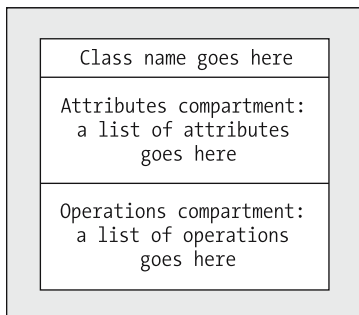 Class name goes here
Attributes compartment:
a list of attributes
goes here
Operations compartment:
a list of operations
goes here